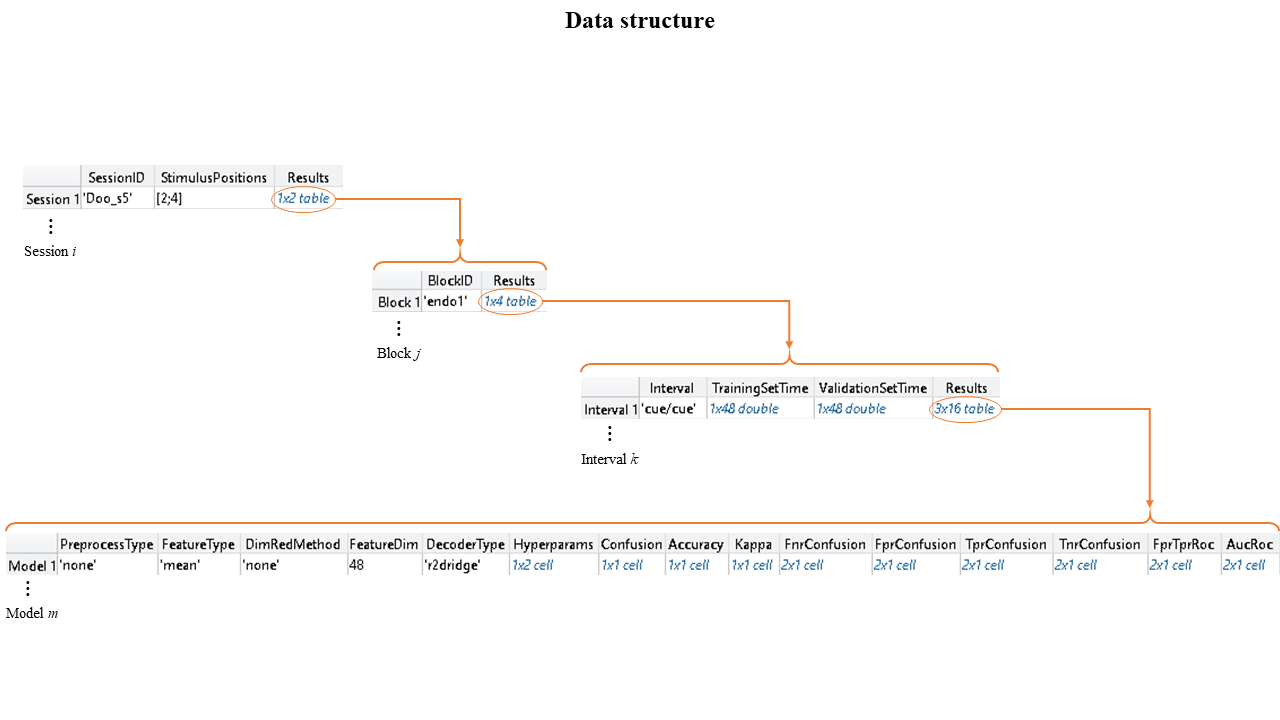 Data structure
SessionID StimulusPositions Results
Session 1 'Doo_s5' [2;4] 1x2 table
⋮
Session i
BlockID Results
Block 1 'endo1' 1x4 table
⋮
Block j
Interval TrainingSetTime ValidationSetTime Results
Interval 1 'cue/cue' 1x48 double 1x48 double 3x16 table
⋮
Interval k
PreprocessType FeatureType DimRedMethod FeatureDim DecoderType Hyperparams Confusion Accuracy Kappa FnrConfusion FprConfusion TprConfusion TnrConfusion FprTprRoc AucRoc
Model 1 'none' 'mean' 'none' 48 'r2dridge' 1x2 cell 1x1 cell 1x1 cell 1x1 cell 2x1 cell 2x1 cell 2x1 cell 2x1 cell 2x1 cell 2x1 cell
⋮
Model m